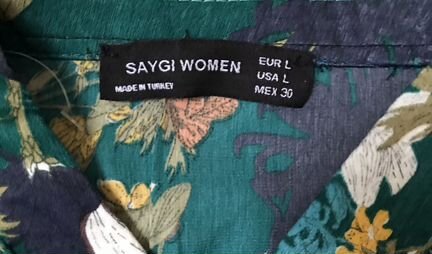 SAYGI WOMEN
MADE IN TURKEY
EUR L
USA L
MEX 30